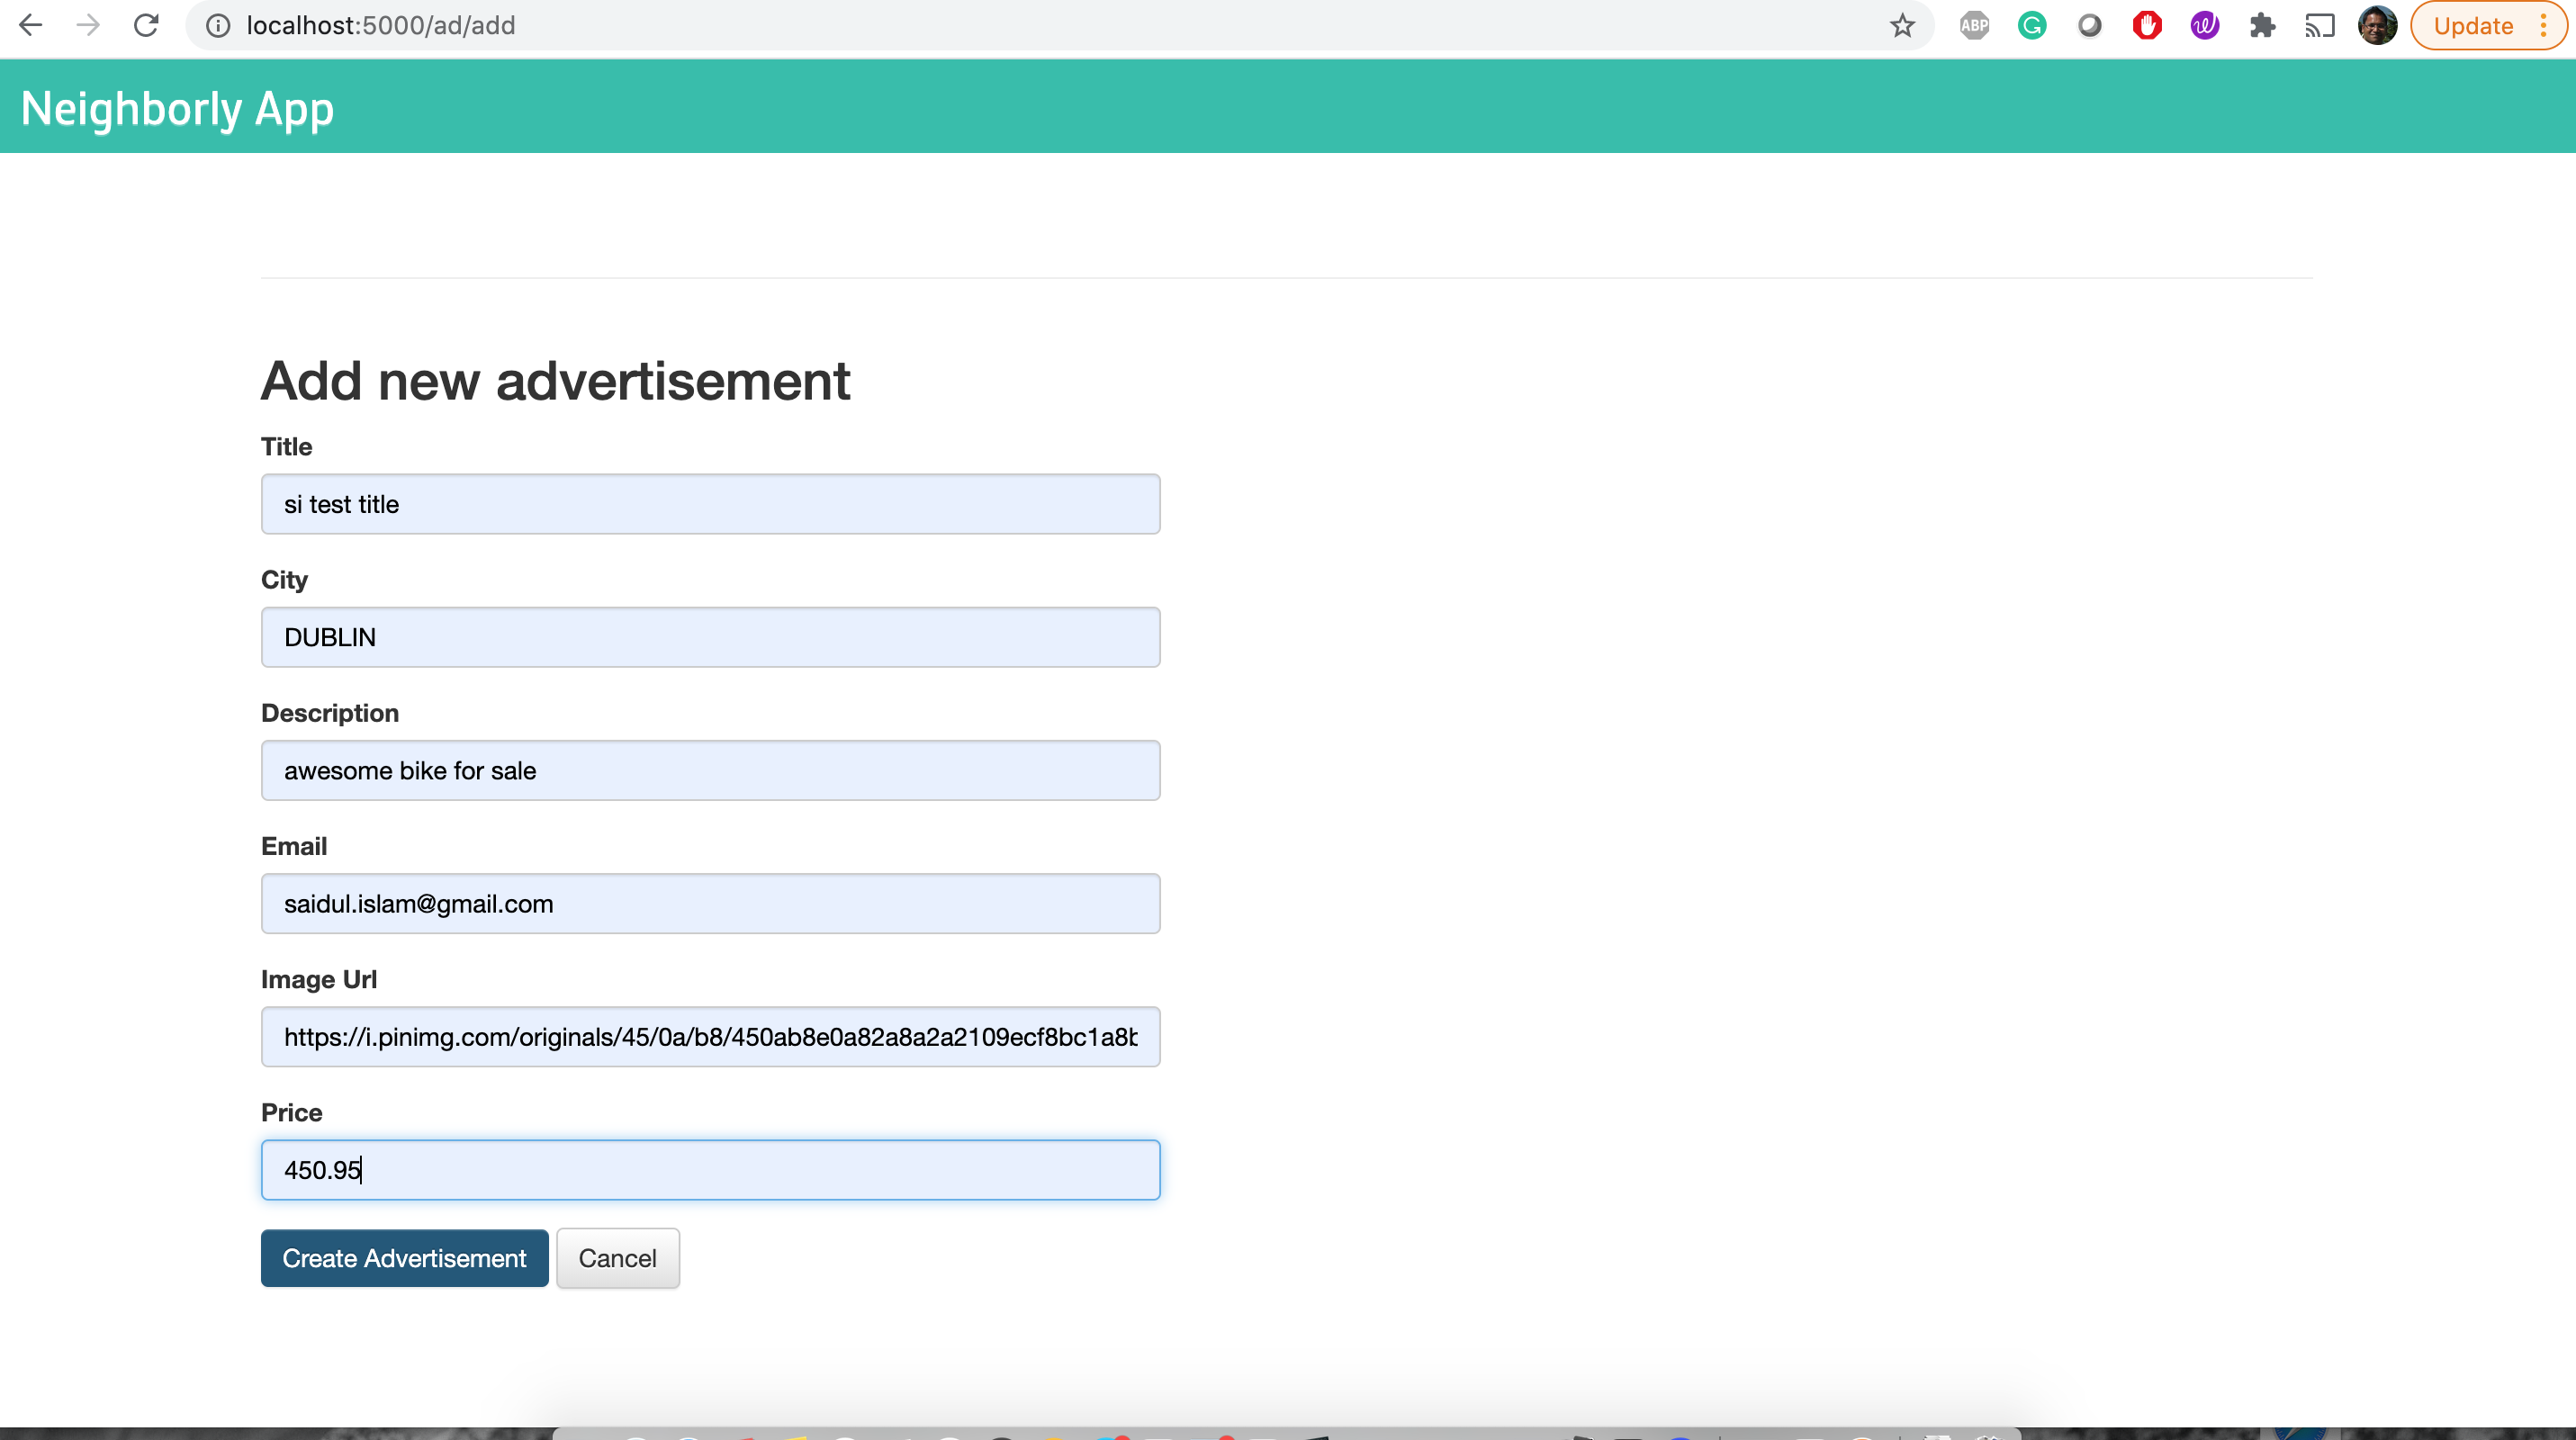 localhost:5000/ad/add
ABP
Update
Neighborly App
Add new advertisement
Title
si test title
City
DUBLIN
Description
awesome bike for sale
Email
saidul.islam@gmail.com
Image Url
https://i.pinimg.com/originals/45/0a/b8/450ab8e0a82a8a2a2109ecf8bc1a8b
Price
450.95
Create Advertisement Cancel